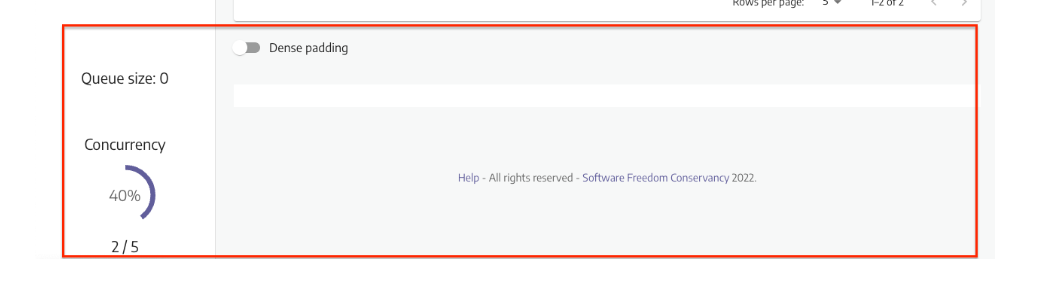 Rows per page: 5 1–2 of 2
Dense padding
Queue size: 0
Concurrency
40%
2 / 5
Help - All rights reserved - Software Freedom Conservancy 2022.